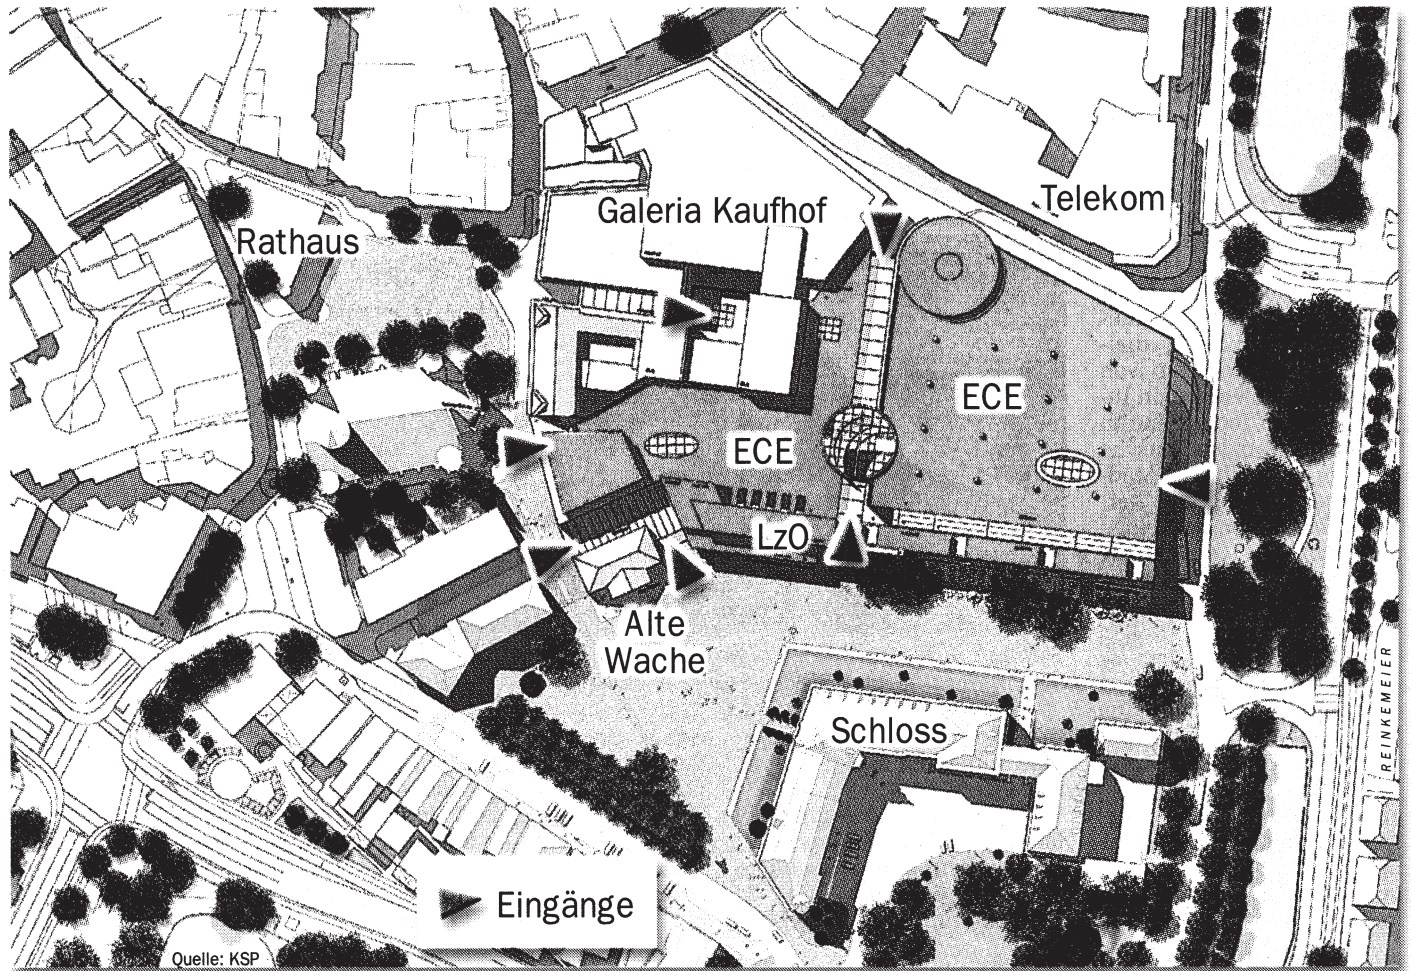 Galeria Kaufhof
Telekom
Rathaus
ECE
ECE
LzO
Alte
Wache
Schloss
REINKEMEIER
Eingänge
Quelle: KSP